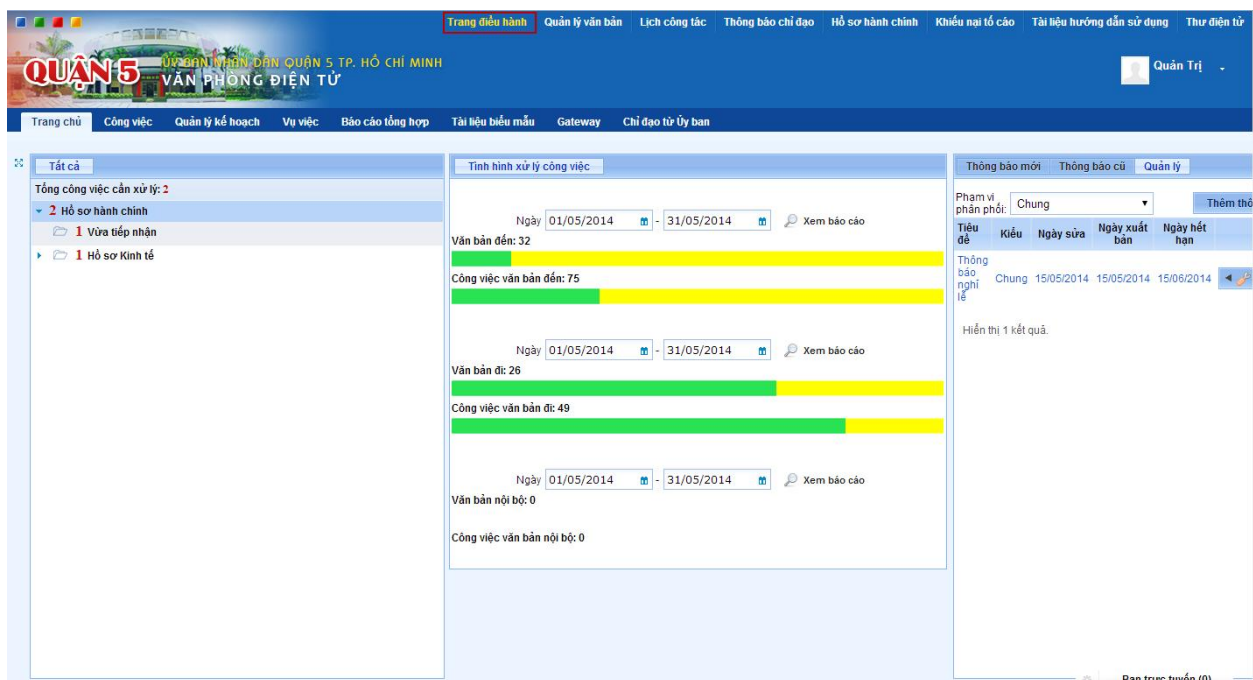 Trang điều hành Quản lý văn bản Lịch công tác Thông báo chỉ đạo Hồ sơ hành chính Khiếu nại tố cáo Tài liệu hướng dẫn sử dụng Thư điện tử
QUẬN 5
ỦY BAN NHÂN DÂN QUẬN 5 TP. HỒ CHÍ MINH
VĂN PHÒNG ĐIỆN TỬ
Quản Trị
Trang chủ Công việc Quản lý kế hoạch Vụ việc Báo cáo tổng hợp Tài liệu biểu mẫu Gateway Chỉ đạo từ Ủy ban
Tất cả
Tổng công việc cần xử lý: 2
2 Hồ sơ hành chính
1 Vừa tiếp nhận
1 Hồ sơ Kinh tế
Tình hình xử lý công việc
Ngày 01/05/2014 - 31/05/2014 Xem báo cáo
Văn bản đến: 32
Công việc văn bản đến: 75
Ngày 01/05/2014 - 31/05/2014 Xem báo cáo
Văn bản đi: 26
Công việc văn bản đi: 49
Ngày 01/05/2014 - 31/05/2014 Xem báo cáo
Văn bản nội bộ: 0
Công việc văn bản nội bộ: 0
Thông báo mới Thông báo cũ Quản lý
Phạm vi
phân phối: Chung Thêm thô
Tiêu đề Kiểu Ngày sửa Ngày xuất bản Ngày hết hạn
Thông báo nghỉ lễ Chung 15/05/2014 15/05/2014 15/06/2014
Hiển thị 1 kết quả.
Bạn trực tuyến (0)